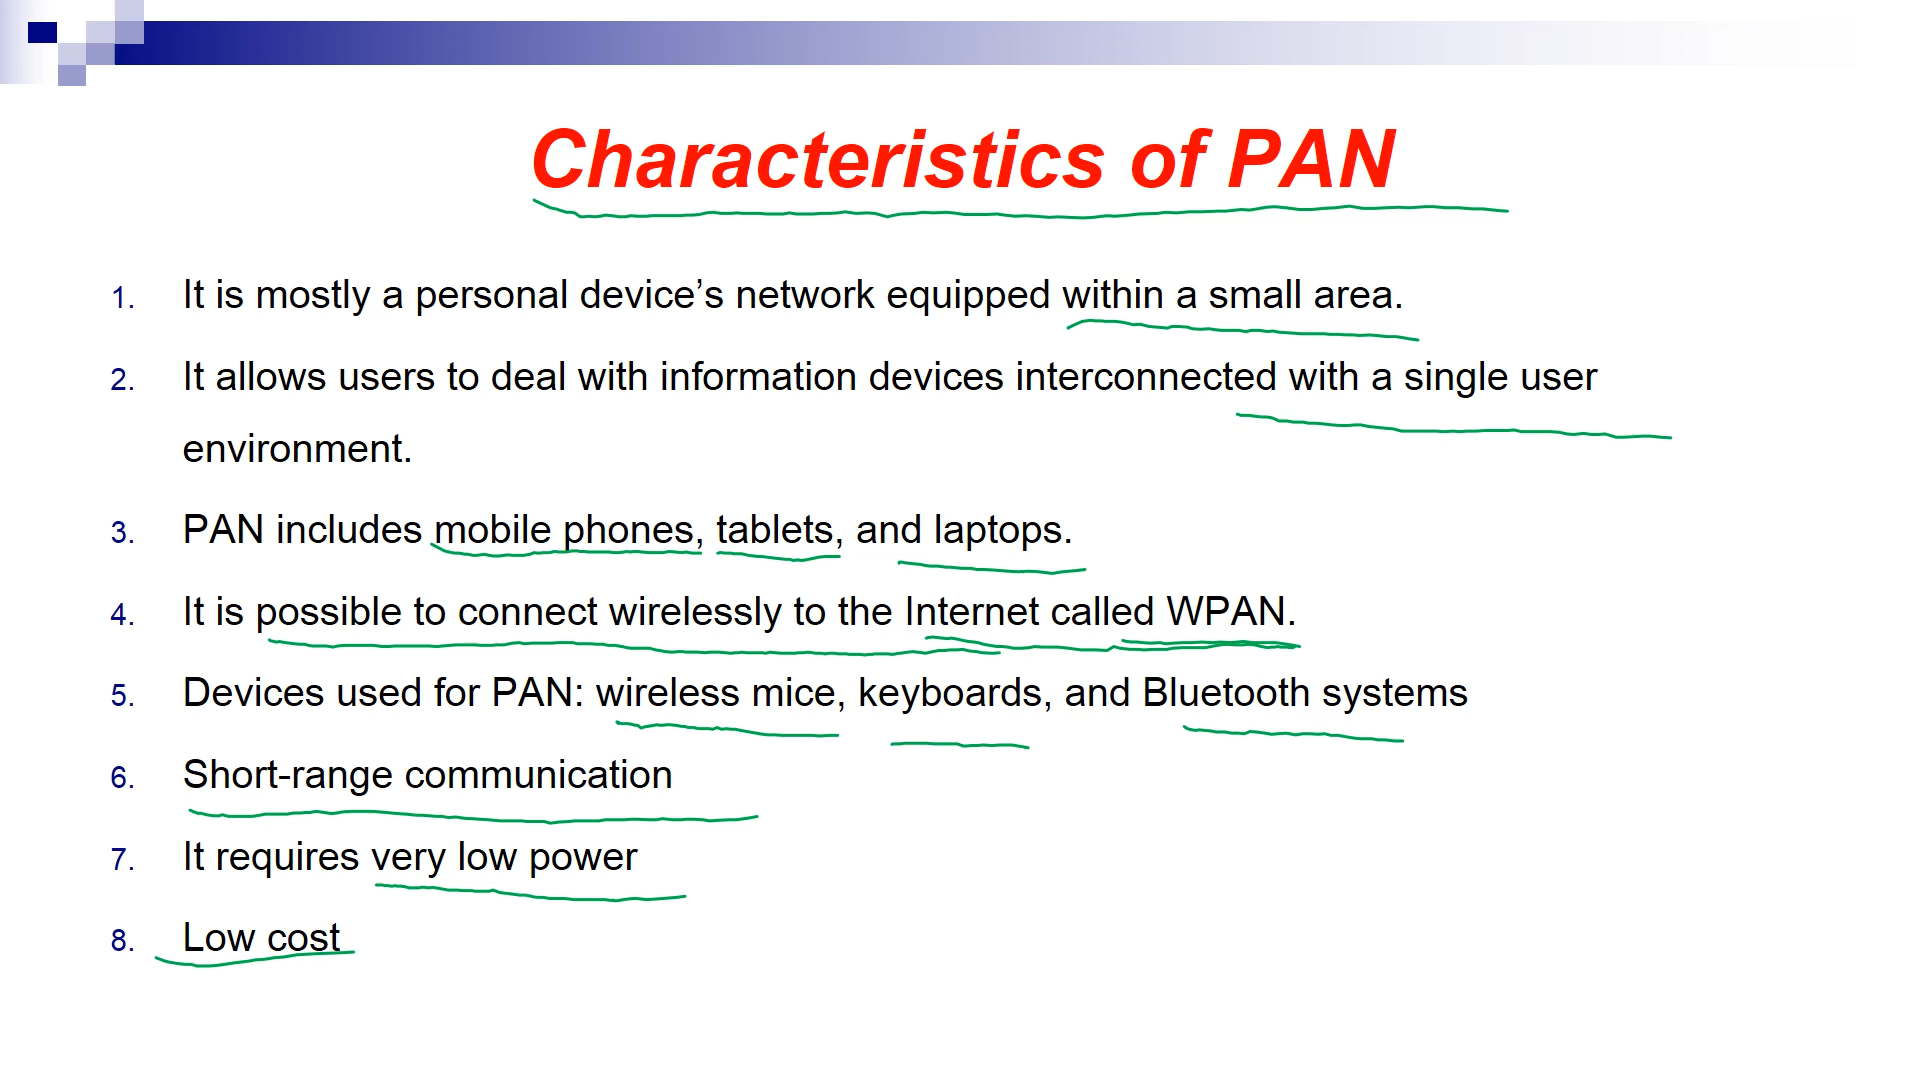 Characteristics of PAN
1. It is mostly a personal device’s network equipped within a small area.
2. It allows users to deal with information devices interconnected with a single user
environment.
3. PAN includes mobile phones, tablets, and laptops.
4. It is possible to connect wirelessly to the Internet called WPAN.
5. Devices used for PAN: wireless mice, keyboards, and Bluetooth systems
6. Short-range communication
7. It requires very low power
8. Low cost